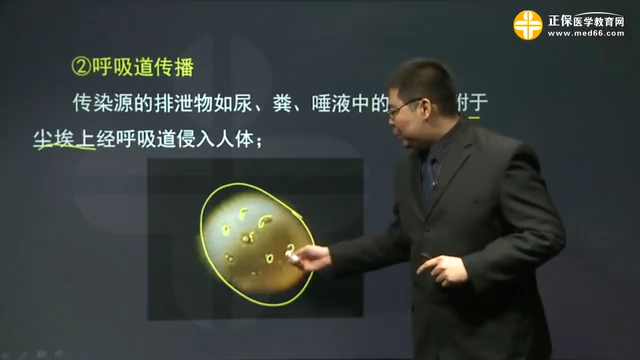 正保医学教育网
www.med66.com
②呼吸道传播
传染源的排泄物如尿、粪、唾液中的 附于
尘埃上经呼吸道侵入人体；